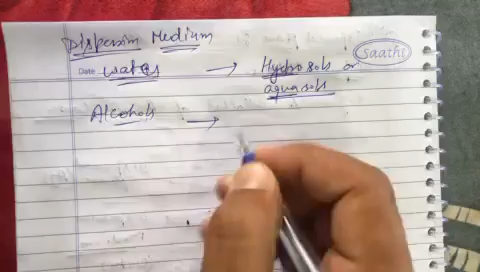 Dispersion Medium
saathi
Date water → Hydrosols or
aquasols
Alcohols →